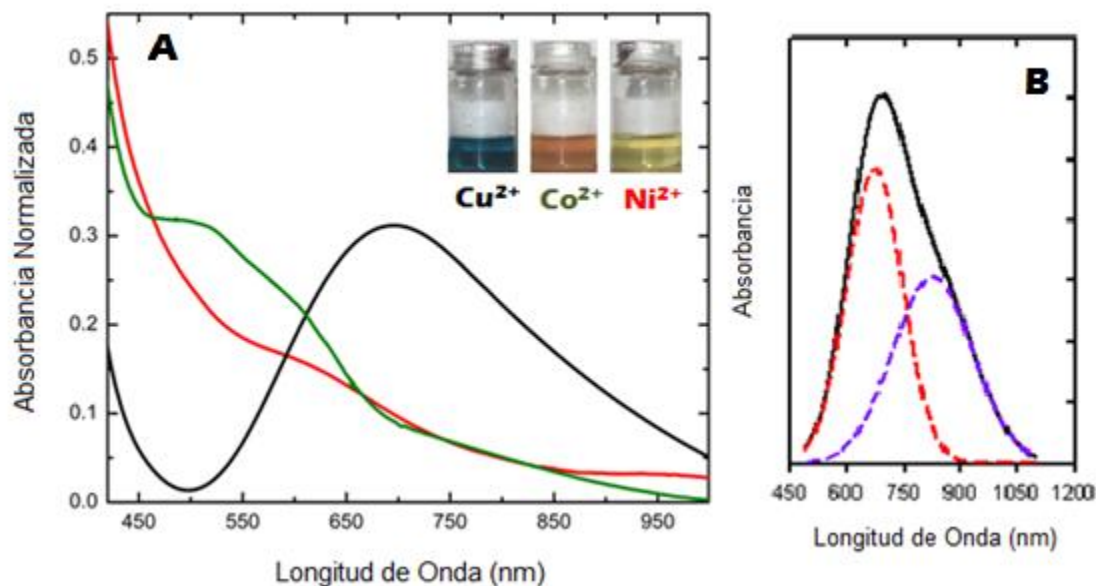 A
Absorbancia Normalizada
0.5
0.4
0.3
0.2
0.1
0.0
450 550 650 750 850 950
Longitud de Onda (nm)
Cu²⁺ Co²⁺ Ni²⁺
B
Absorbancia
450 600 750 900 1050 1200
Longitud de Onda (nm)